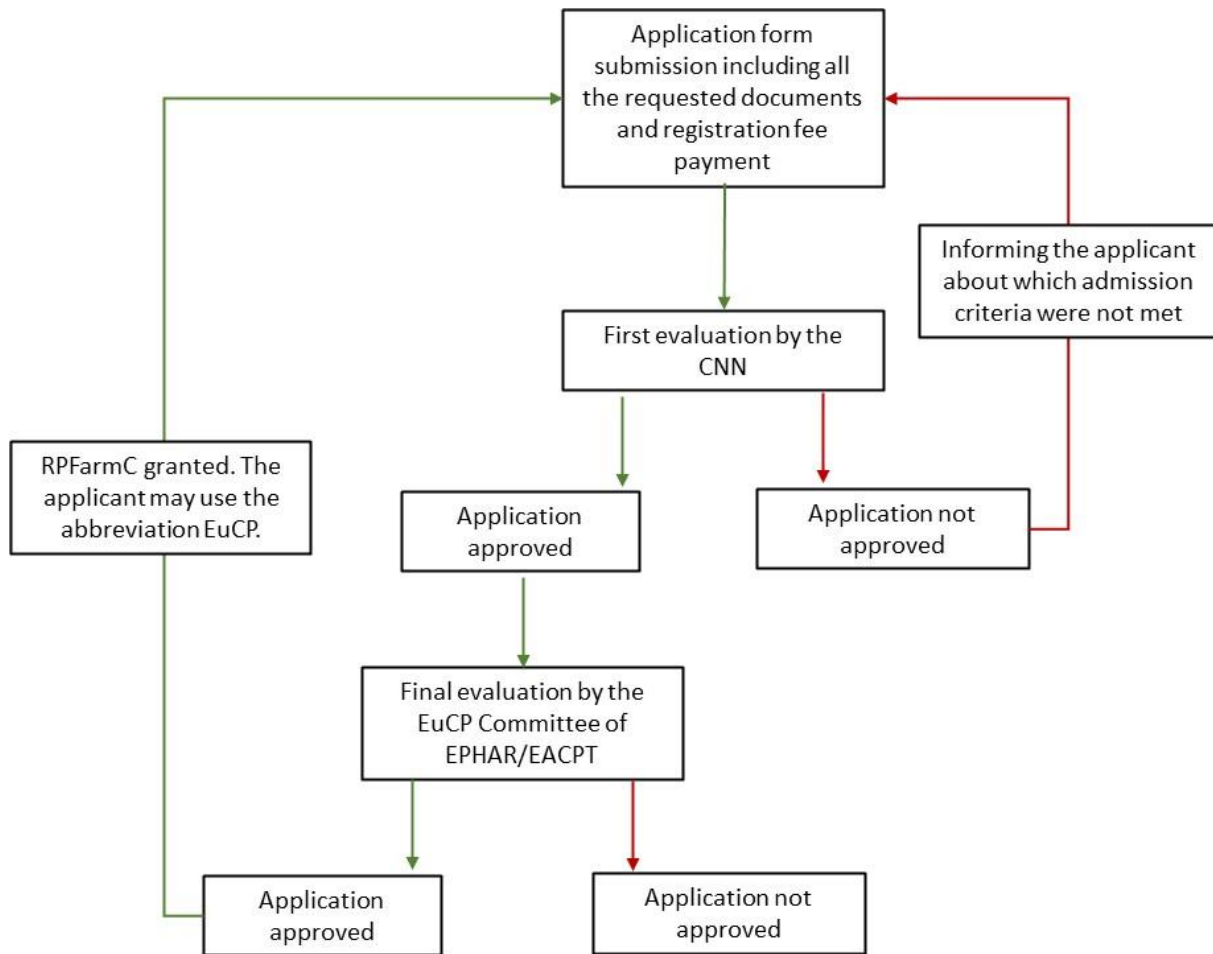 Application form
submission including all
the requested documents
and registration fee
payment
Informing the applicant
about which admission
criteria were not met
First evaluation by the
CNN
RPFarmC granted. The
applicant may use the
abbreviation EuCP.
Application
approved
Application not
approved
Final evaluation by the
EuCP Committee of
EPHAR/EACPT
Application
approved
Application not
approved